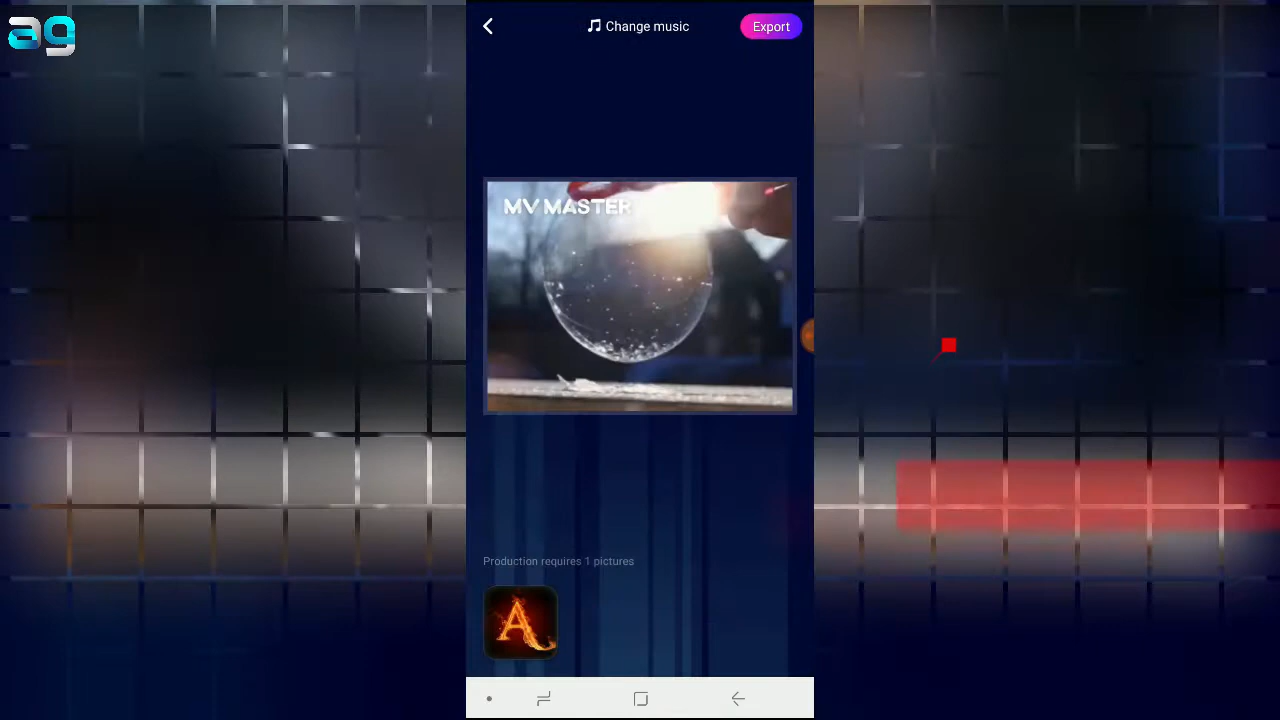 ag
Change music
Export
MV MASTER
Production requires 1 pictures
A